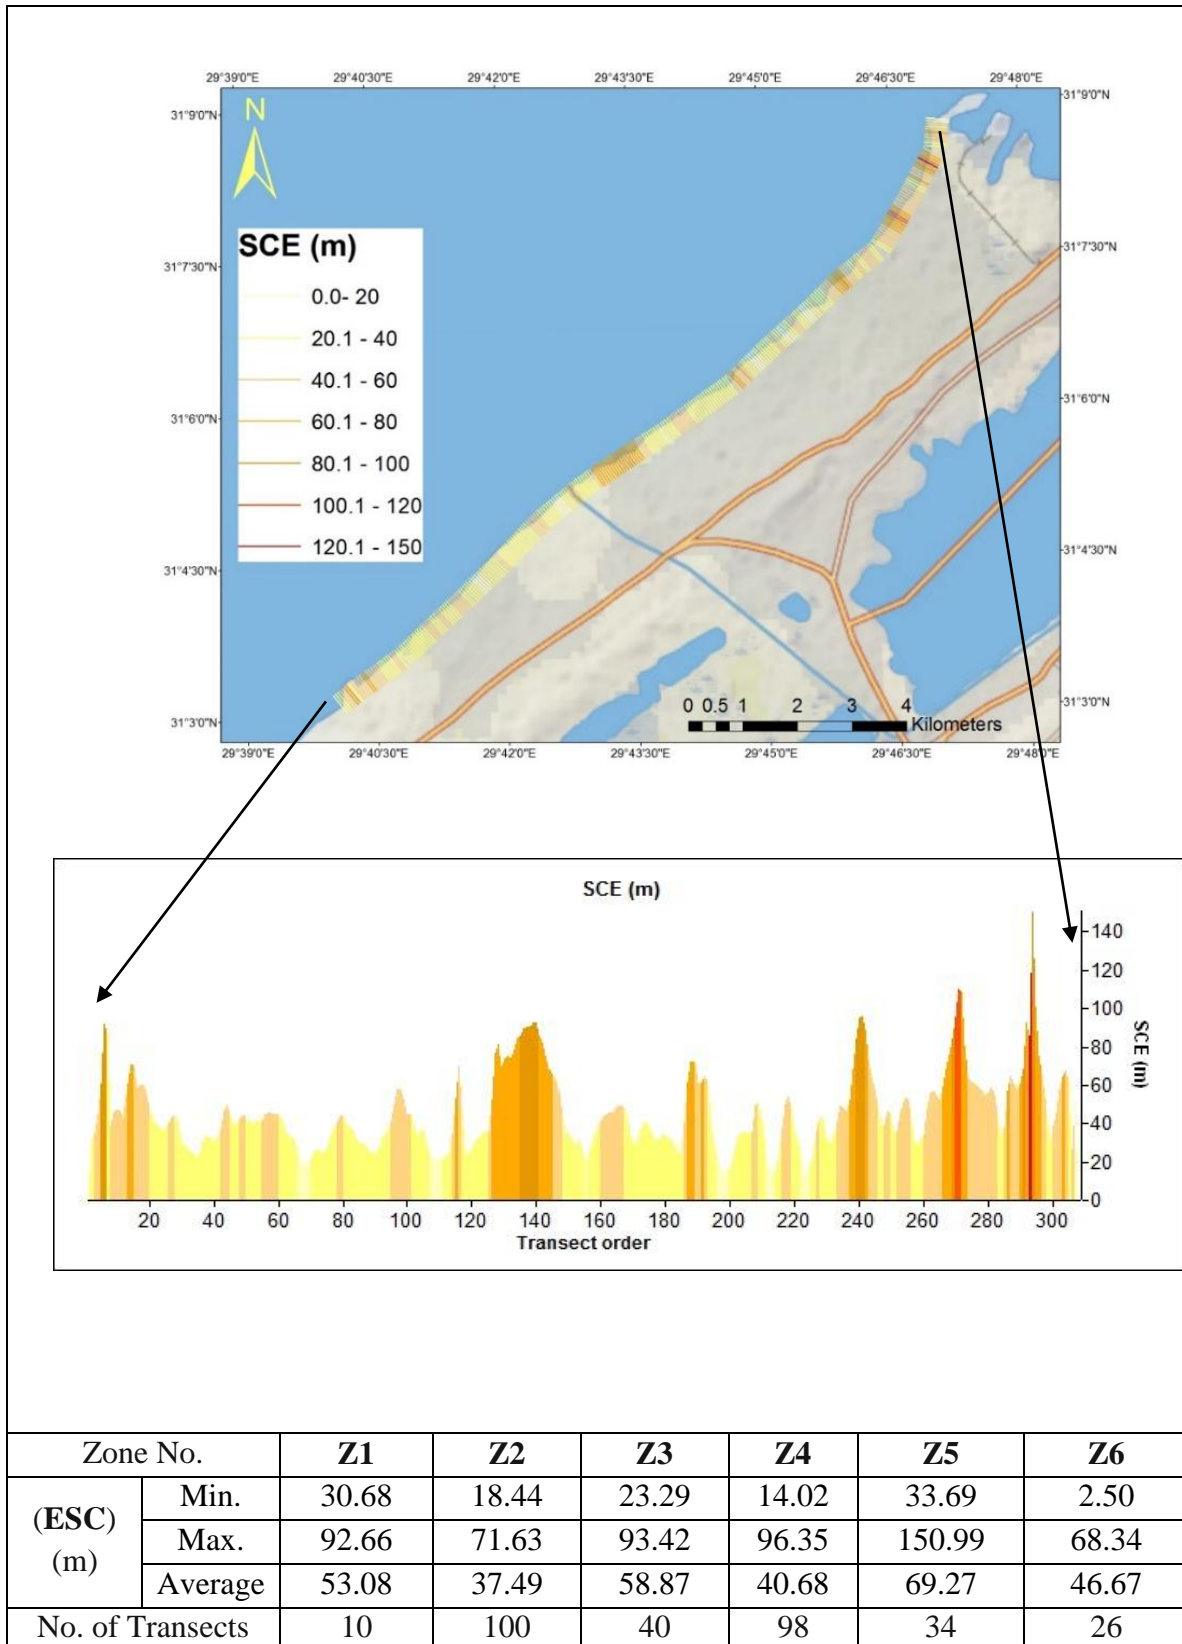 29°39'0"E 29°40'30"E 29°42'0"E 29°43'30"E 29°45'0"E 29°46'30"E 29°48'0"E
31°9'0"N 31°9'0"N
N
31°7'30"N 31°7'30"N
SCE (m)
0.0- 20
20.1 - 40
40.1 - 60
60.1 - 80
80.1 - 100
100.1 - 120
120.1 - 150
31°6'0"N 31°6'0"N
31°4'30"N 31°4'30"N
31°3'0"N 31°3'0"N
0 0.5 1 2 3 4
Kilometers
29°39'0"E 29°40'30"E 29°42'0"E 29°43'30"E 29°45'0"E 29°46'30"E 29°48'0"E
SCE (m)
140
120
100
80
60
40
20
0
SCE (m)
20 40 60 80 100 120 140 160 180 200 220 240 260 280 300
Transect order
Zone No. Z1 Z2 Z3 Z4 Z5 Z6
(ESC) (m) Min. 30.68 18.44 23.29 14.02 33.69 2.50
Max. 92.66 71.63 93.42 96.35 150.99 68.34
Average 53.08 37.49 58.87 40.68 69.27 46.67
No. of Transects 10 100 40 98 34 26